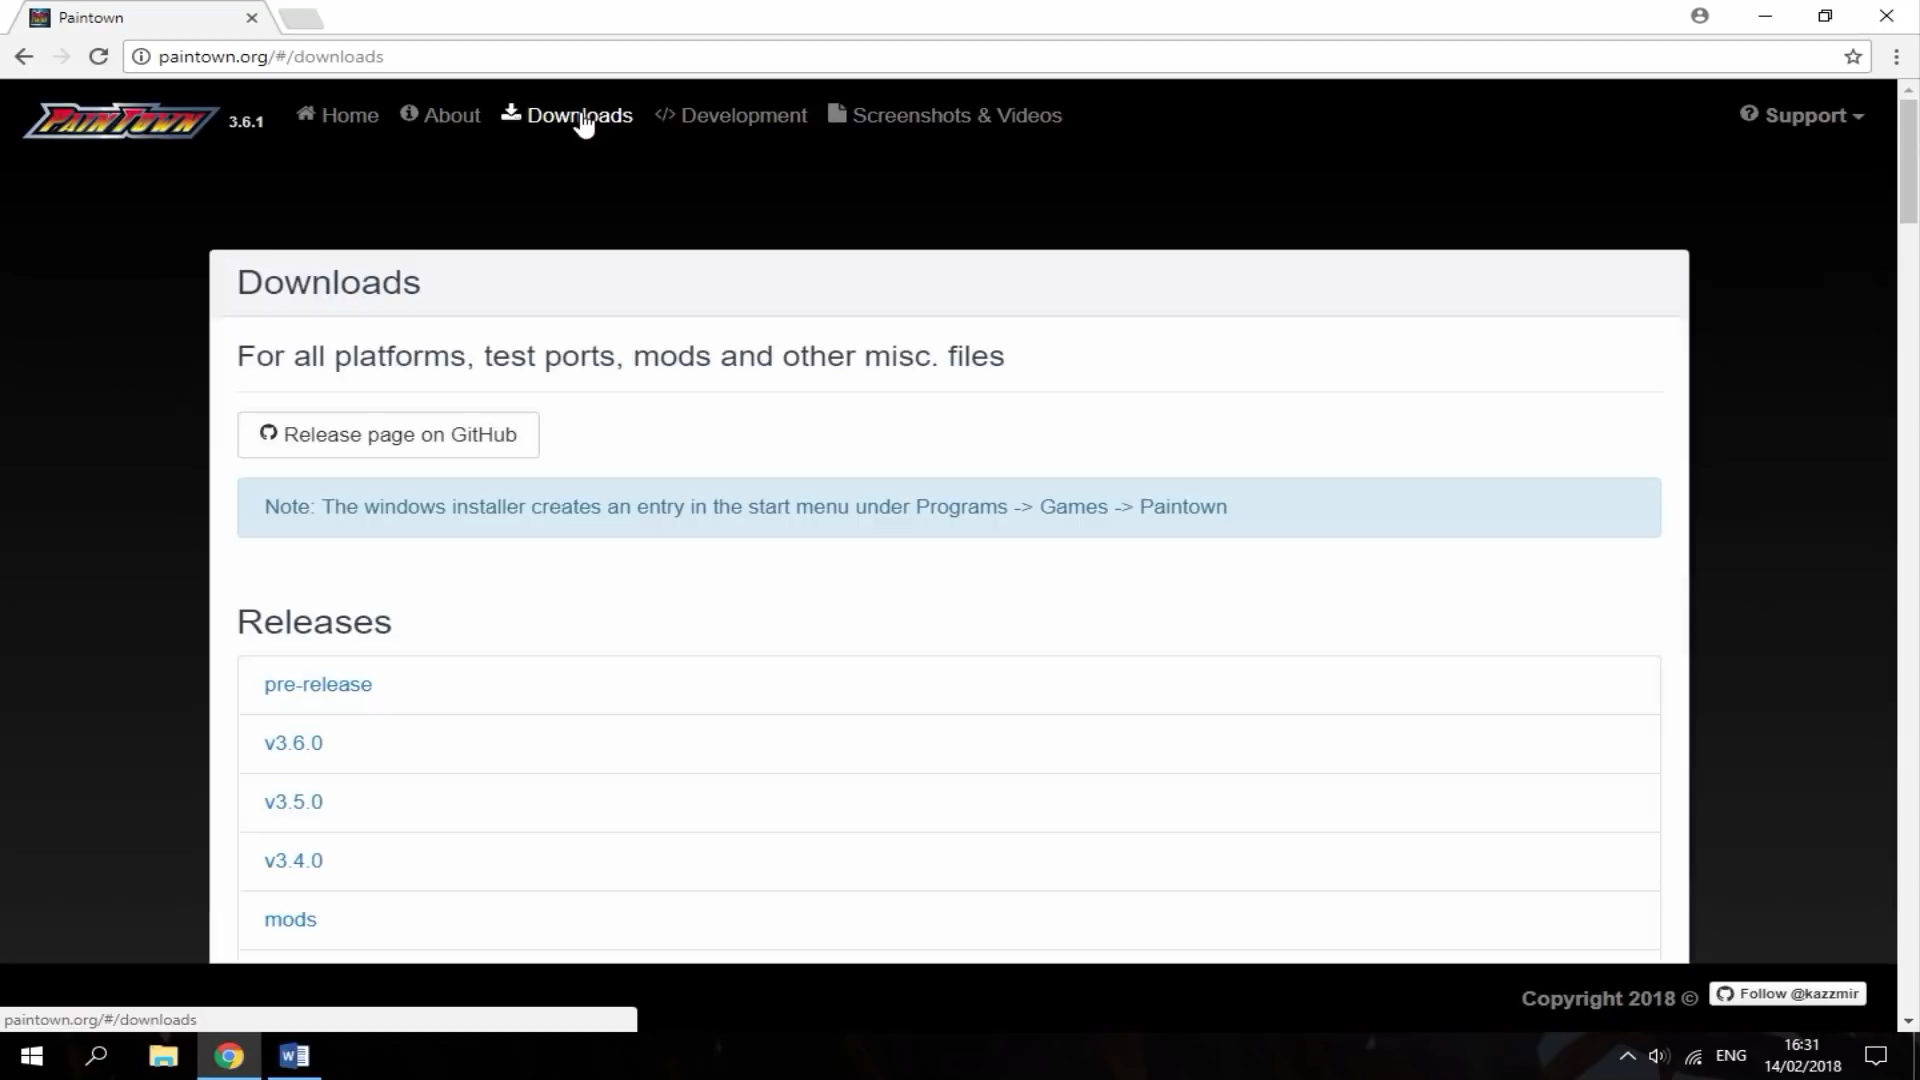 Paintown
paintown.org/#/downloads
PAINTOWN 3.6.1 Home About Downloads </> Development Screenshots & Videos Support
Downloads
For all platforms, test ports, mods and other misc. files
Release page on GitHub
Note: The windows installer creates an entry in the start menu under Programs -> Games -> Paintown
Releases
pre-release
v3.6.0
v3.5.0
v3.4.0
mods
Copyright 2018 © Follow @kazzmir
paintown.org/#/downloads
ENG
16:31
14/02/2018